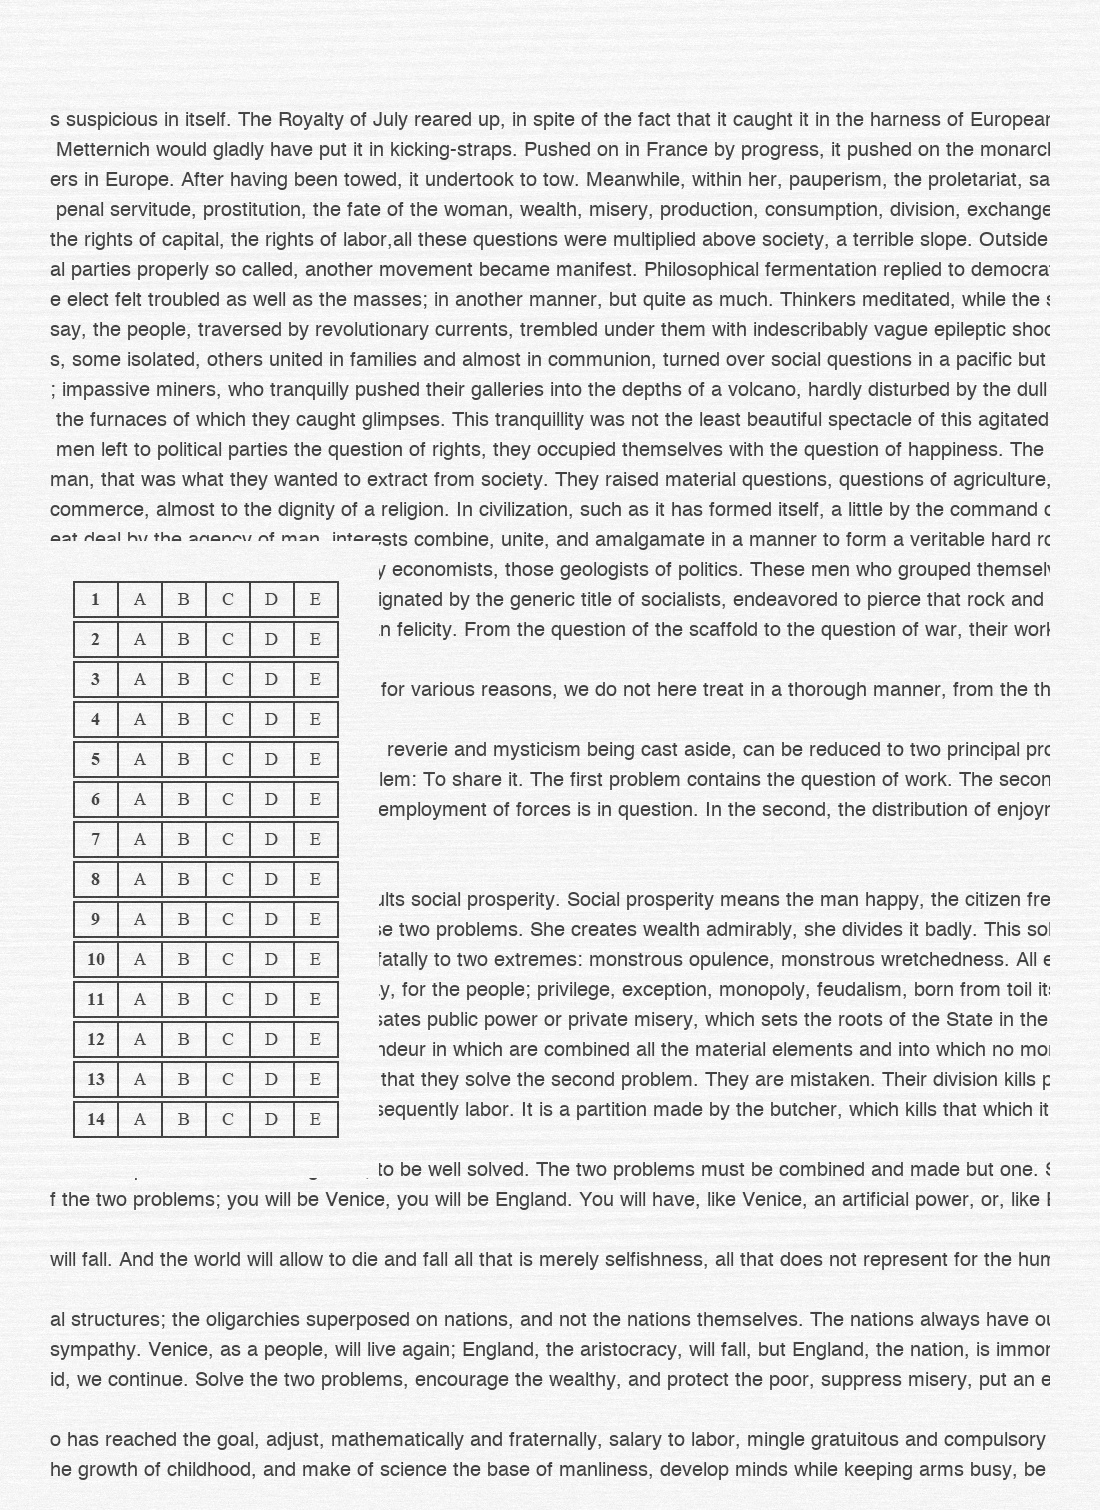 s suspicious in itself. The Royalty of July reared up, in spite of the fact that it caught it in the harness of European
Metternich would gladly have put it in kicking-straps. Pushed on in France by progress, it pushed on the
ers in Europe. After having been towed, it undertook to tow. Meanwhile, within her, pauperism, the proletariat, sa
penal servitude, prostitution, the fate of the woman, wealth, misery, production, consumption, division, exchange
the rights of capital, the rights of labor,all these questions were multiplied above society, a terrible slope. Outside
al parties properly so called, another movement became manifest. Philosophical fermentation replied to
e elect felt troubled as well as the masses; in another manner, but quite as much. Thinkers meditated, while the
say, the people, traversed by revolutionary currents, trembled under them with indescribably vague epileptic
s, some isolated, others united in families and almost in communion, turned over social questions in a pacific but
; impassive miners, who tranquilly pushed their galleries into the depths of a volcano, hardly disturbed by the dull
the furnaces of which they caught glimpses. This tranquillity was not the least beautiful spectacle of this agitated
men left to political parties the question of rights, they occupied themselves with the question of happiness. The
man, that was what they wanted to extract from society. They raised material questions, questions of agriculture,
commerce, almost to the dignity of a religion. In civilization, such as it has formed itself, a little by the command
eat deal by the agency of man, interests combine, unite, and amalgamate in a manner to form a veritable hard
y economists, those geologists of politics. These men who grouped
ignated by the generic title of socialists, endeavored to pierce that rock and
n felicity. From the question of the scaffold to the question of war, their
for various reasons, we do not here treat in a thorough manner, from the th
reverie and mysticism being cast aside, can be reduced to two principal
lem: To share it. The first problem contains the question of work. The secon
employment of forces is in question. In the second, the distribution of
ults social prosperity. Social prosperity means the man happy, the citizen fre
se two problems. She creates wealth admirably, she divides it badly. This
fatally to two extremes: monstrous opulence, monstrous wretchedness. All
y, for the people; privilege, exception, monopoly, feudalism, born from toil
sates public power or private misery, which sets the roots of the State in the
ndeur in which are combined all the material elements and into which no
that they solve the second problem. They are mistaken. Their division kills
sequently labor. It is a partition made by the butcher, which kills that which it
to be well solved. The two problems must be combined and made but one.
1 A B C D E
2 A B C D E
3 A B C D E
4 A B C D E
5 A B C D E
6 A B C D E
7 A B C D E
8 A B C D E
9 A B C D E
10 A B C D E
11 A B C D E
12 A B C D E
13 A B C D E
14 A B C D E
f the two problems; you will be Venice, you will be England. You will have, like Venice, an artificial power, or, like
will fall. And the world will allow to die and fall all that is merely selfishness, all that does not represent for the hum
al structures; the oligarchies superposed on nations, and not the nations themselves. The nations always have
sympathy. Venice, as a people, will live again; England, the aristocracy, will fall, but England, the nation, is
id, we continue. Solve the two problems, encourage the wealthy, and protect the poor, suppress misery, put an
o has reached the goal, adjust, mathematically and fraternally, salary to labor, mingle gratuitous and compulsory
he growth of childhood, and make of science the base of manliness, develop minds while keeping arms busy, be